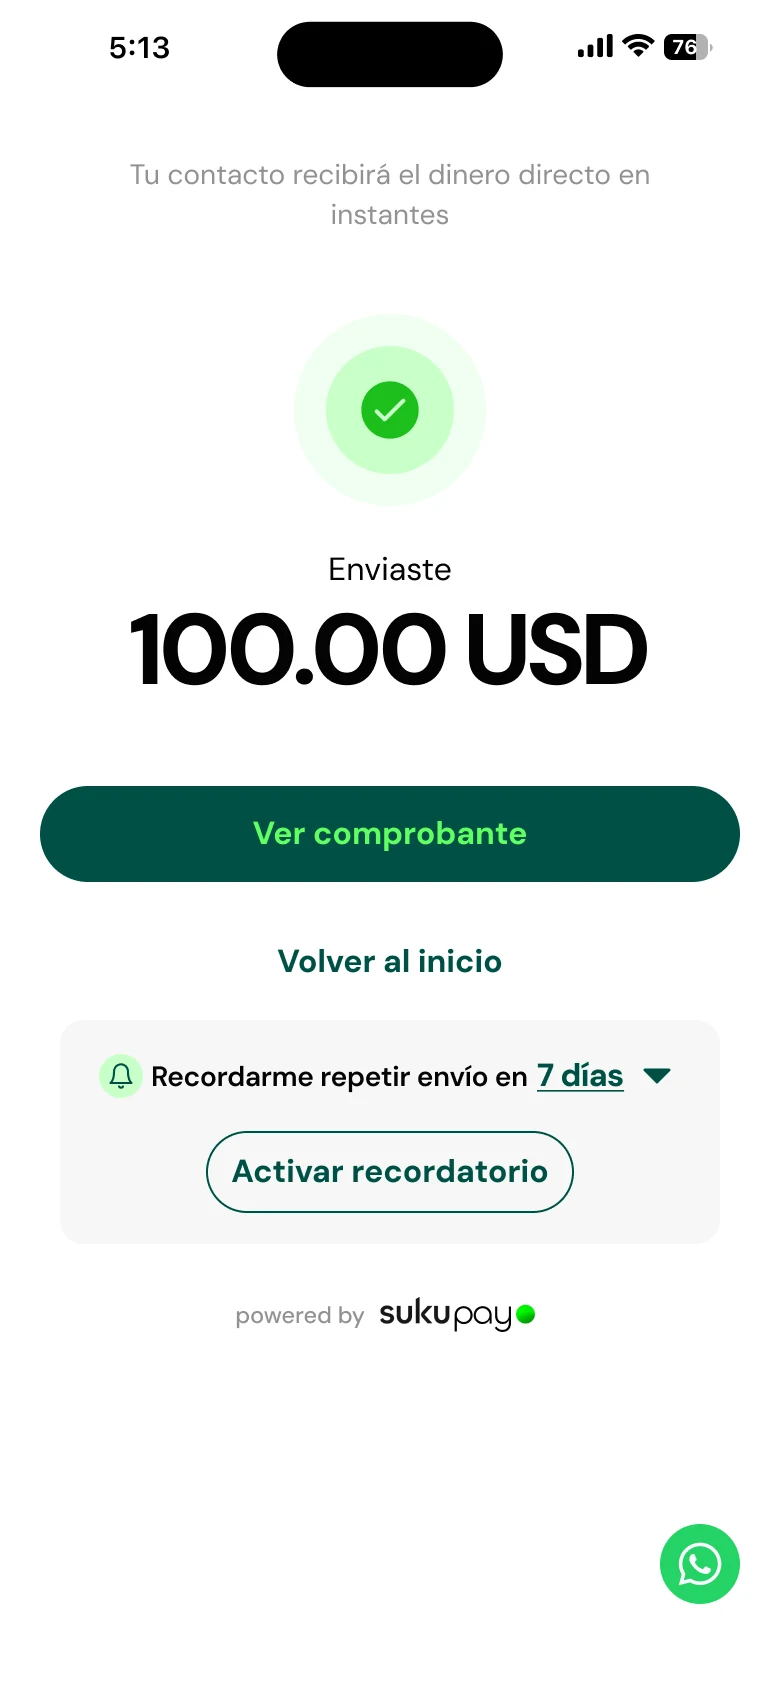 5:13
76
Tu contacto recibirá el dinero directo en
instantes
Enviaste
100.00 USD
Ver comprobante
Volver al inicio
Recordarme repetir envío en 7 días
Activar recordatorio
powered by sukupay